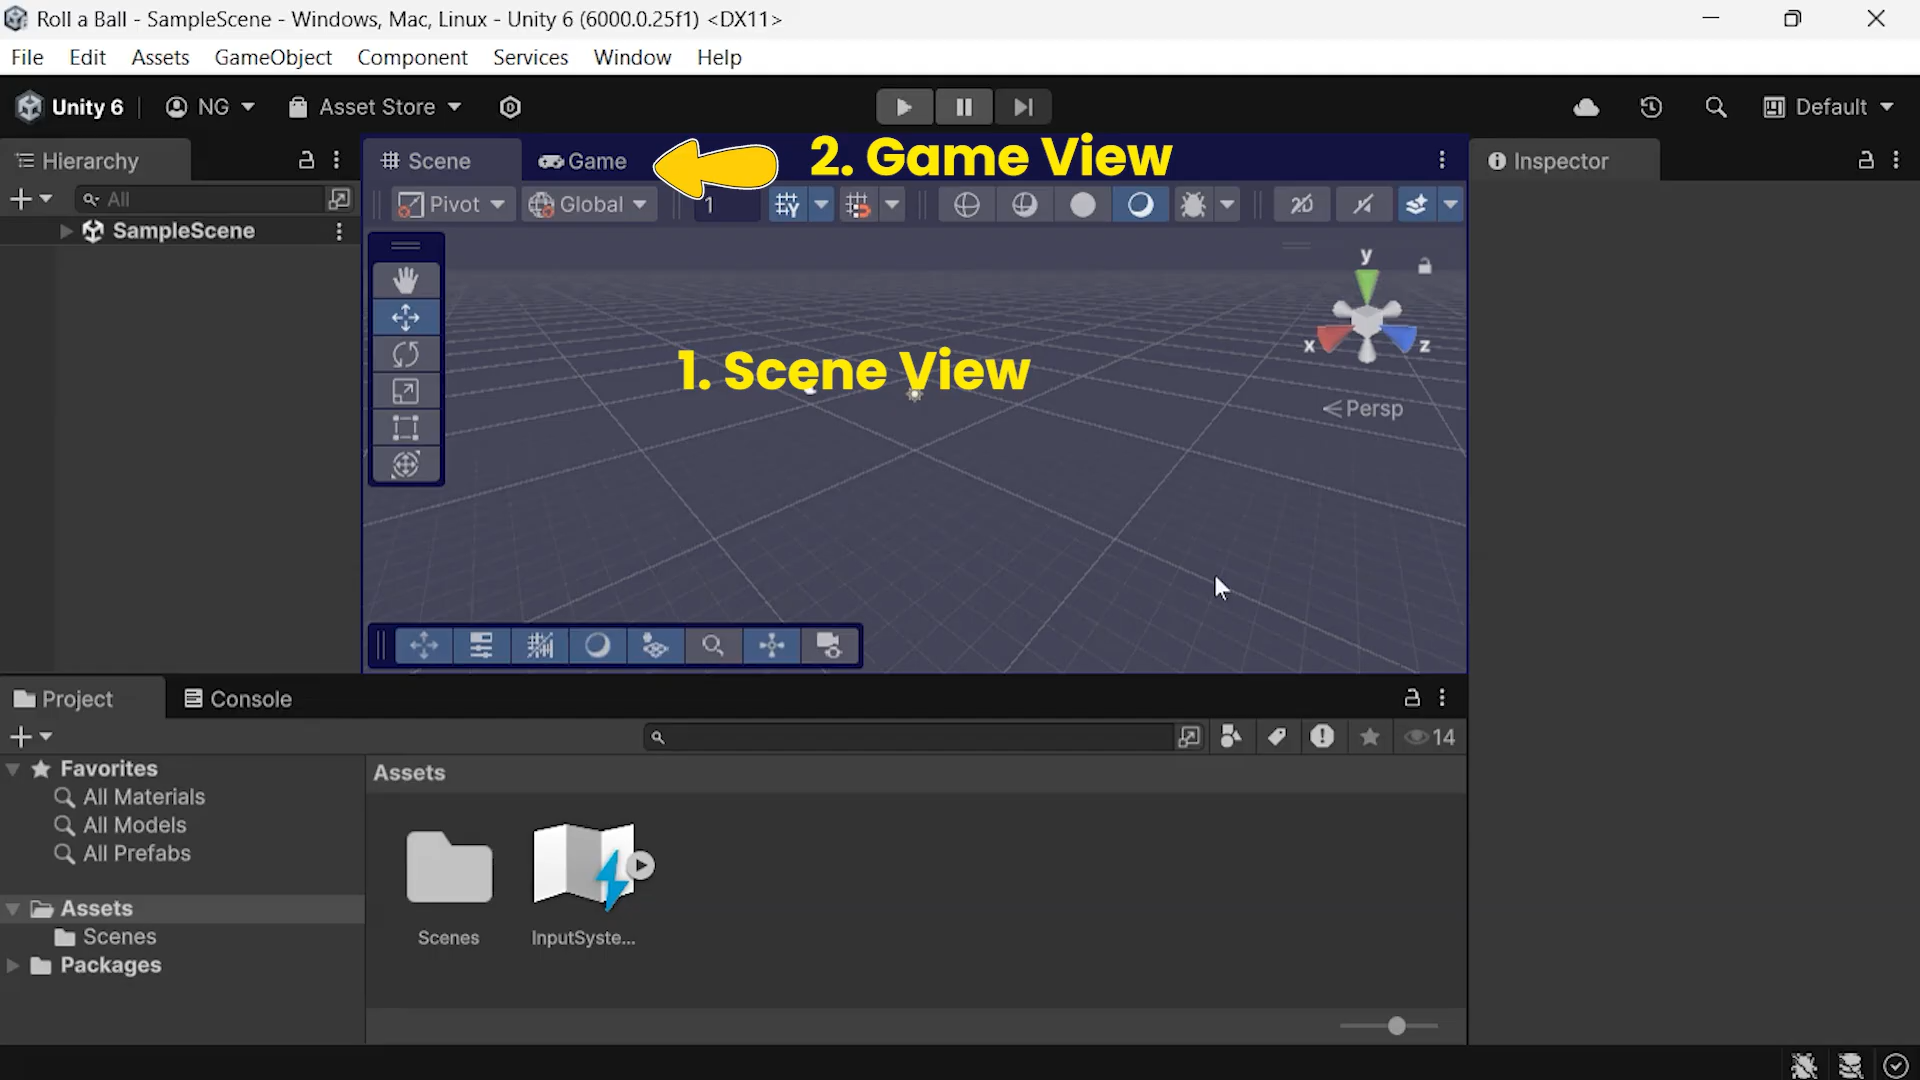 Roll a Ball - SampleScene - Windows, Mac, Linux - Unity 6 (6000.0.25f1) <DX11>
File Edit Assets GameObject Component Services Window Help
Unity 6 NG Asset Store Default
Hierarchy
All
SampleScene
Scene Game
2. Game View
Pivot Global 1
2D
y
x z
Persp
1. Scene View
Inspector
Project Console
14
Favorites
All Materials
All Models
All Prefabs
Assets
Scenes
Packages
Assets
Scenes InputSyste...